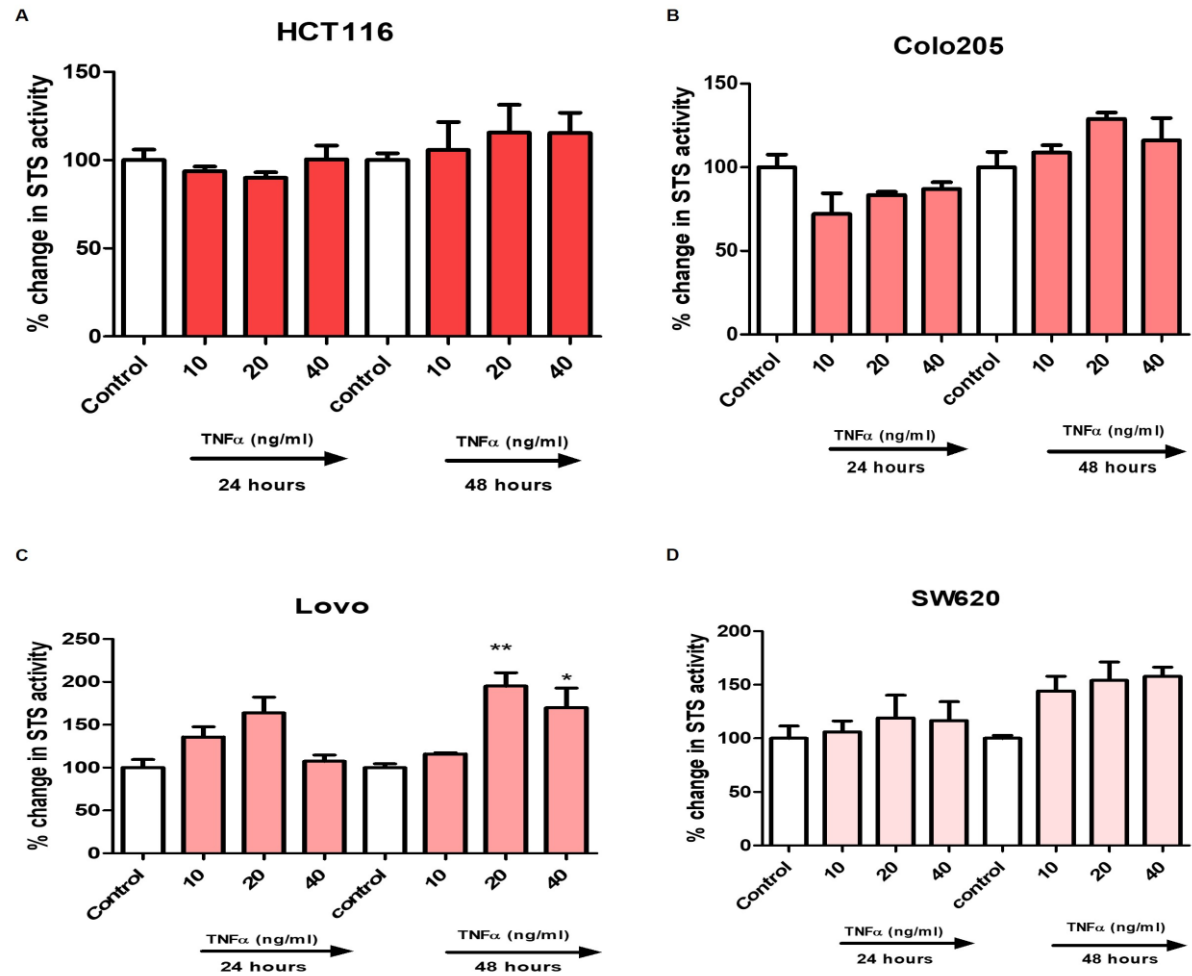 A
HCT116
% change in STS activity
150
100
50
0
Control
10
20
40
control
10
20
40
TNFα (ng/ml)
24 hours
TNFα (ng/ml)
48 hours
B
Colo205
% change in STS activity
150
100
50
0
Control
10
20
40
control
10
20
40
TNFα (ng/ml)
24 hours
TNFα (ng/ml)
48 hours
C
Lovo
% change in STS activity
250
200
150
100
50
0
**
*
Control
10
20
40
control
10
20
40
TNFα (ng/ml)
24 hours
TNFα (ng/ml)
48 hours
D
SW620
% change in STS activity
200
150
100
50
0
Control
10
20
40
control
10
20
40
TNFα (ng/ml)
24 hours
TNFα (ng/ml)
48 hours